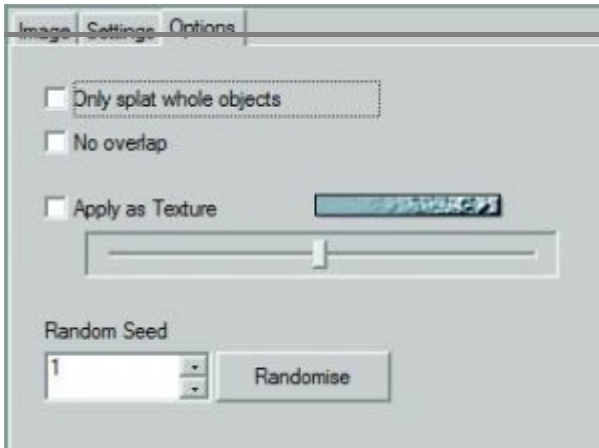 Image Settings Options
Only splat whole objects
No overlap
Apply as Texture
Random Seed
1
Randomise